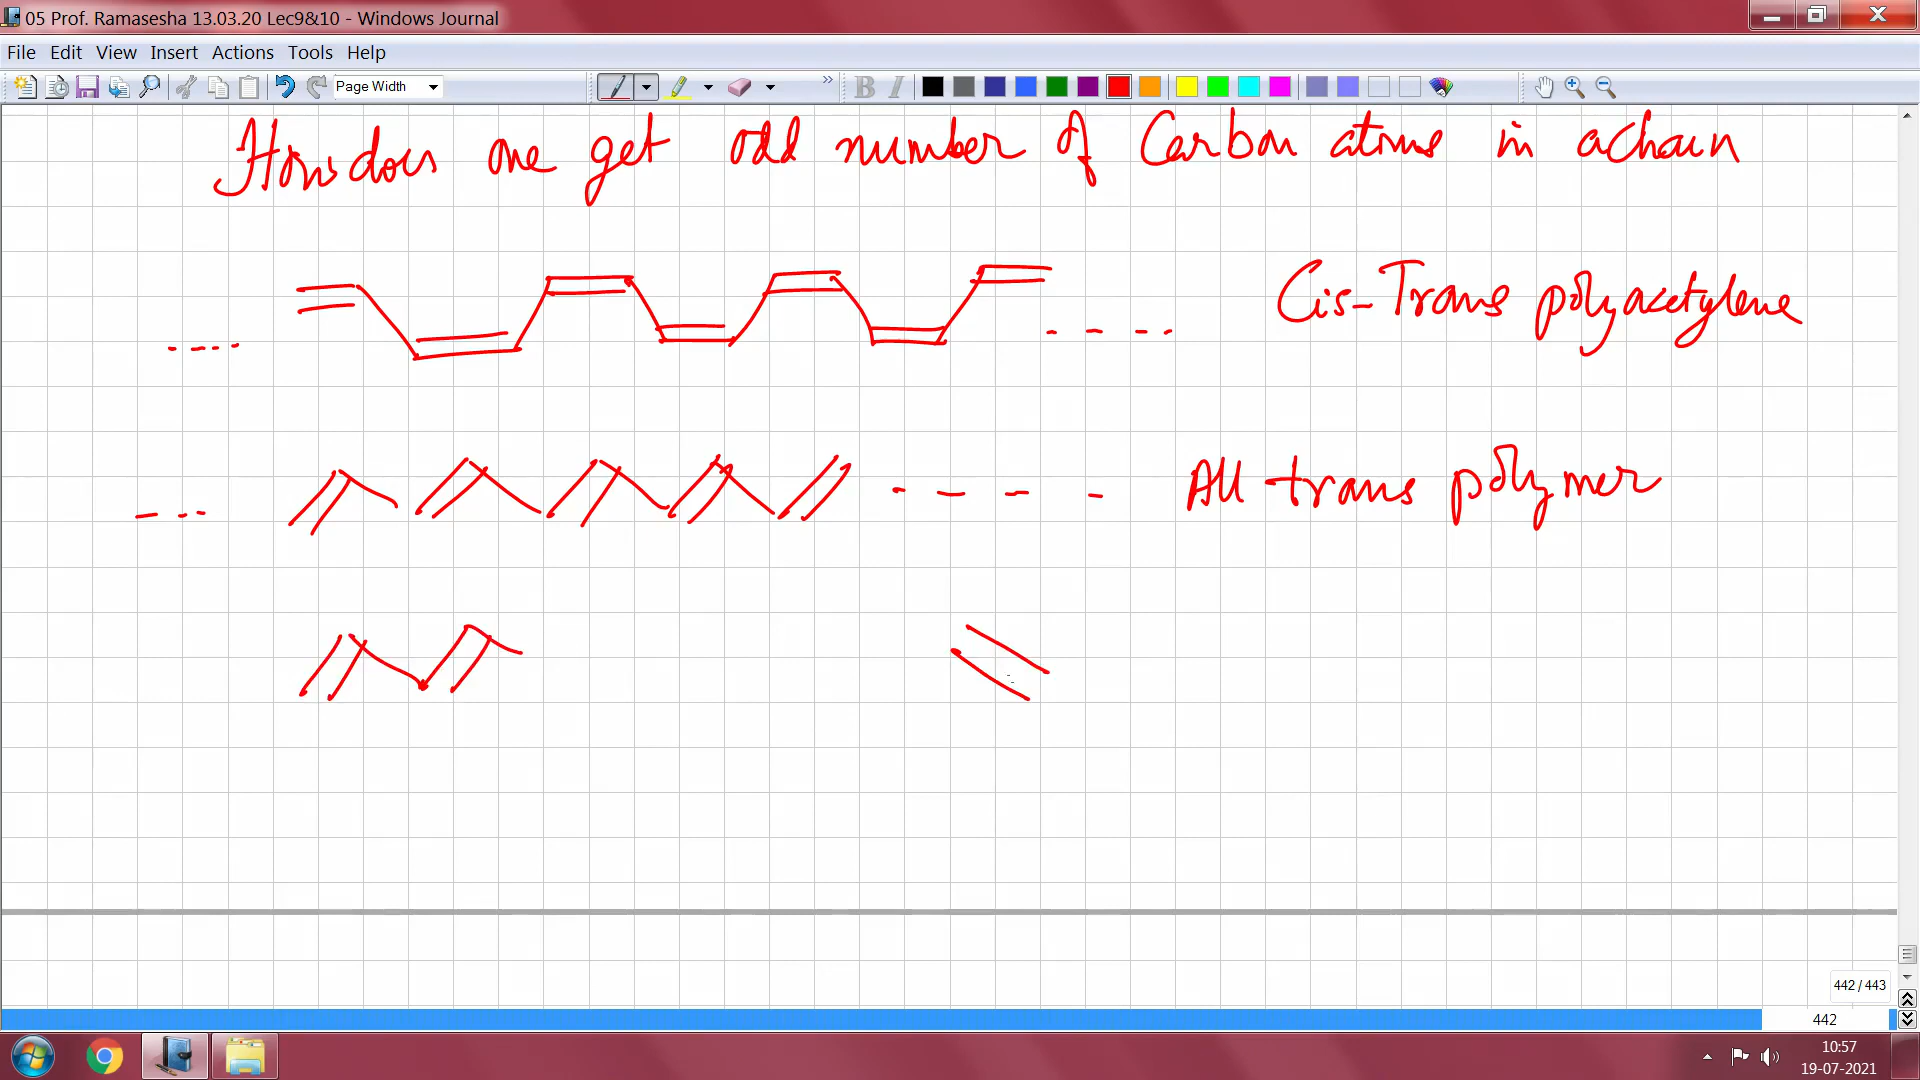 05 Prof. Ramasesha 13.03.20 Lec9&10 - Windows Journal
File Edit View Insert Actions Tools Help
Page Width
B I
How does one get odd number of Carbon atoms in a chain
Cis-Trans polyacetylene
All trans polymer
442 / 443
442
10:57
19-07-2021